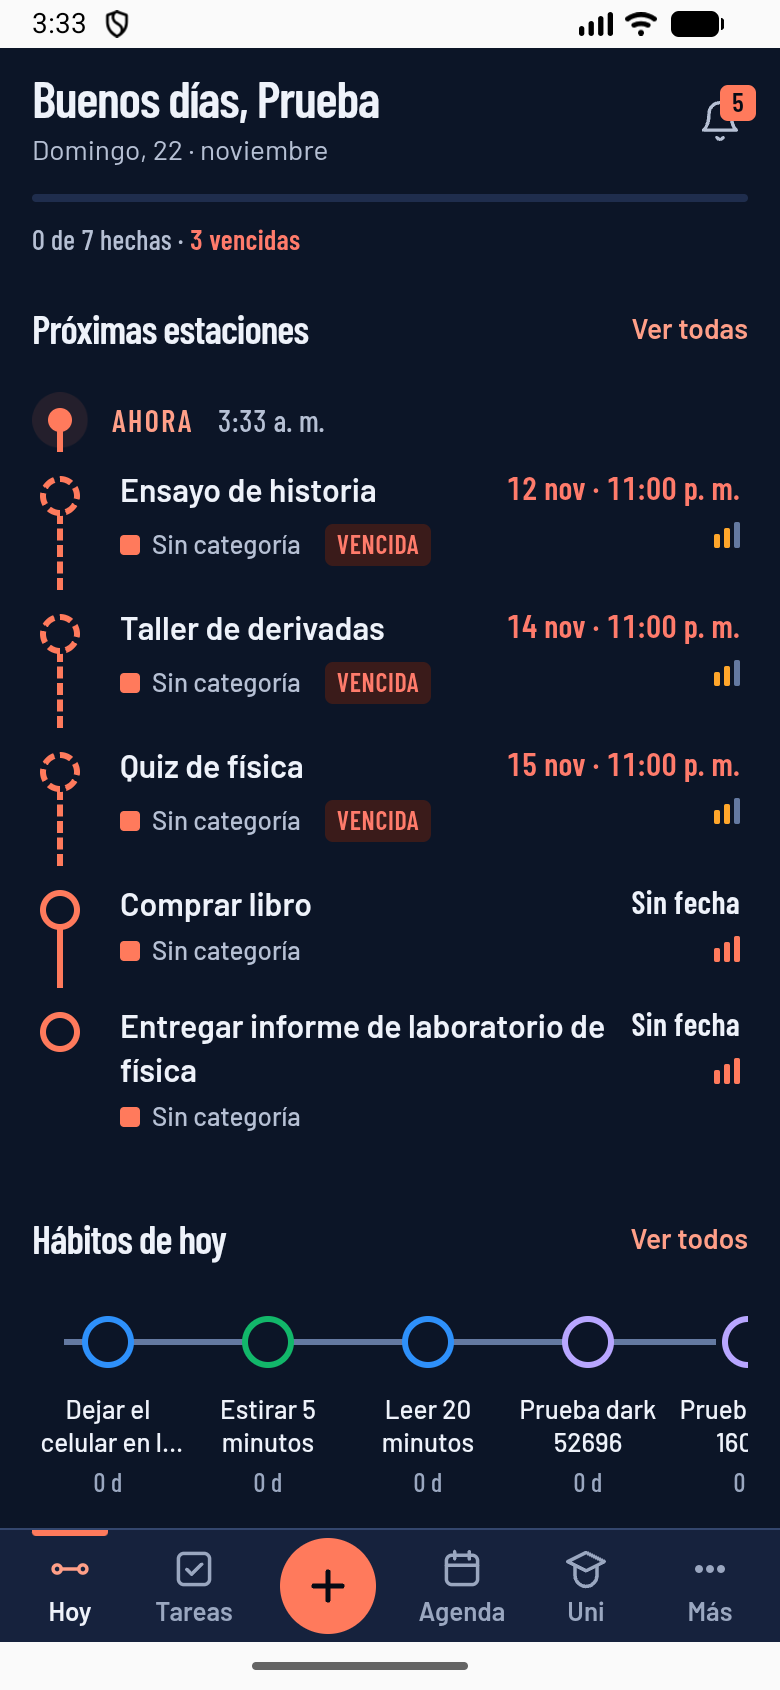 3:33
Buenos días, Prueba
5
Domingo, 22 · noviembre
0 de 7 hechas · 3 vencidas
Próximas estaciones
Ver todas
AHORA 3:33 a. m.
Ensayo de historia
12 nov · 11:00 p. m.
Sin categoría
VENCIDA
Taller de derivadas
14 nov · 11:00 p. m.
Sin categoría
VENCIDA
Quiz de física
15 nov · 11:00 p. m.
Sin categoría
VENCIDA
Comprar libro
Sin fecha
Sin categoría
Entregar informe de laboratorio de
física
Sin fecha
Sin categoría
Hábitos de hoy
Ver todos
Dejar el
celular en l...
0 d
Estirar 5
minutos
0 d
Leer 20
minutos
0 d
Prueba dark
52696
0 d
Prueb
160
0
Hoy
Tareas
Agenda
Uni
Más